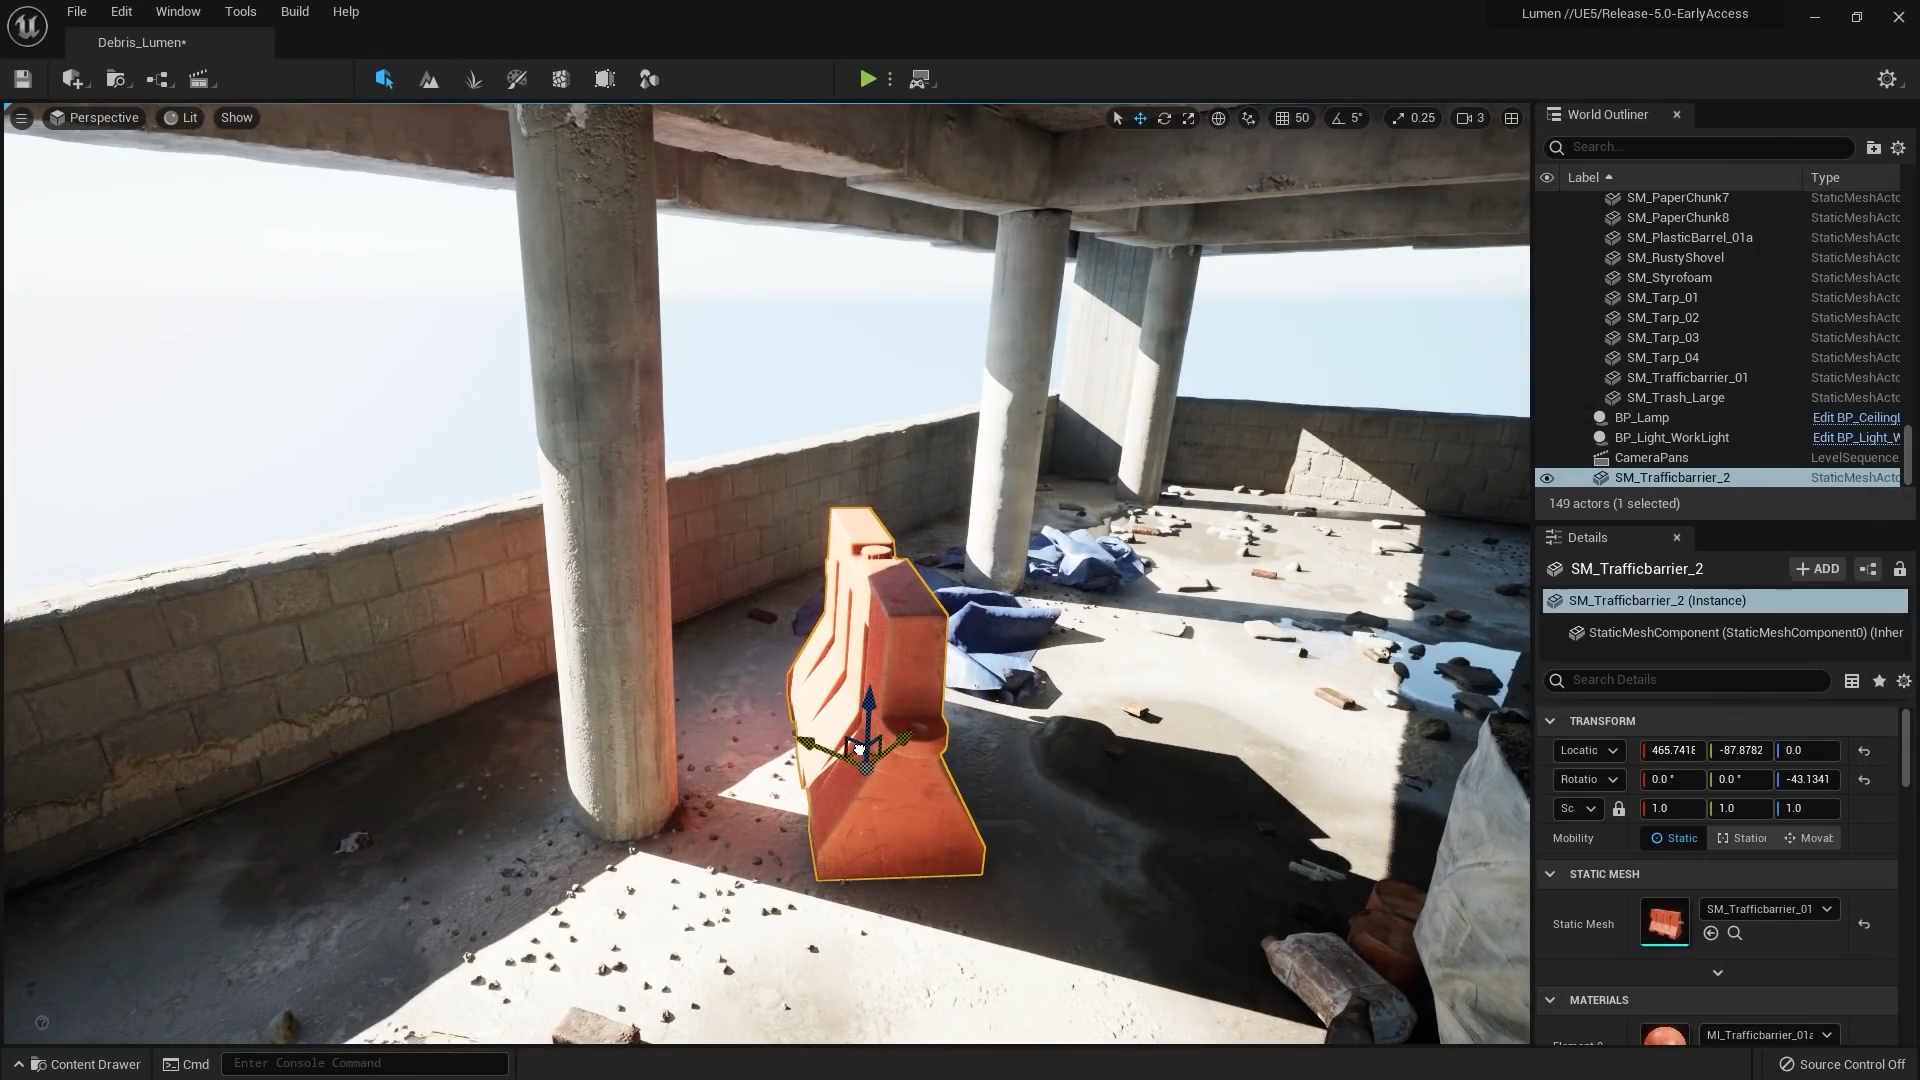 File Edit Window Tools Build Help
Lumen //UE5/Release-5.0-EarlyAccess
Debris_Lumen*
Perspective Lit Show
50 5° 0.25 3
World Outliner
Search...
Label Type
SM_PaperChunk7 StaticMeshActo
SM_PaperChunk8 StaticMeshActo
SM_PlasticBarrel_01a StaticMeshActo
SM_RustyShovel StaticMeshActo
SM_Styrofoam StaticMeshActo
SM_Tarp_01 StaticMeshActo
SM_Tarp_02 StaticMeshActo
SM_Tarp_03 StaticMeshActo
SM_Tarp_04 StaticMeshActo
SM_Trafficbarrier_01 StaticMeshActo
SM_Trash_Large StaticMeshActo
BP_Lamp Edit BP_CeilingL
BP_Light_WorkLight Edit BP_Light_W
CameraPans LevelSequence
SM_Trafficbarrier_2 StaticMeshActo
149 actors (1 selected)
Details
SM_Trafficbarrier_2 + ADD
SM_Trafficbarrier_2 (Instance)
StaticMeshComponent (StaticMeshComponent0) (Inher
Search Details
TRANSFORM
Locatic 465.7418 -87.8782 0.0
Rotatio 0.0 ° 0.0 ° -43.1341
Sc 1.0 1.0 1.0
Mobility Static Station Movab
STATIC MESH
Static Mesh SM_Trafficbarrier_01
MATERIALS
MI_Trafficbarrier_01a
Content Drawer Cmd Enter Console Command Source Control Off